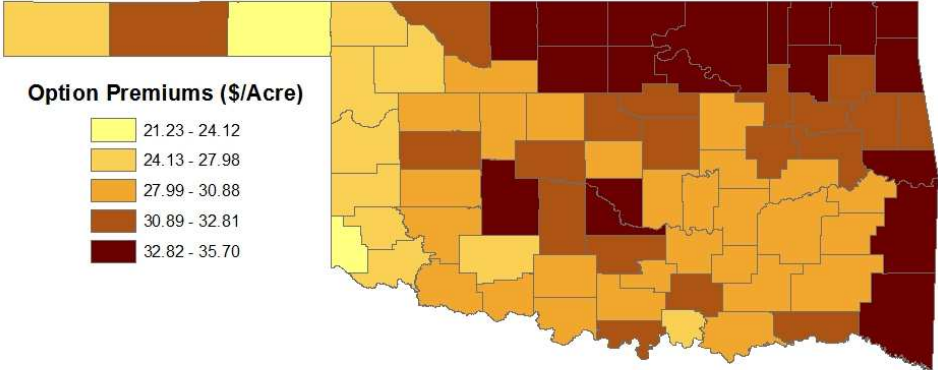 Option Premiums ($/Acre)
21.23 - 24.12
24.13 - 27.98
27.99 - 30.88
30.89 - 32.81
32.82 - 35.70